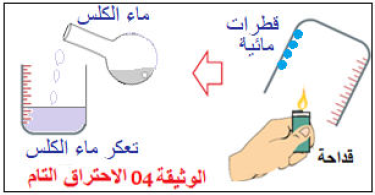 ماء الكلس
قطرات
مائية
تعكر ماء الكلس
قداحة
الوثيقة 04 الاحتراق التام